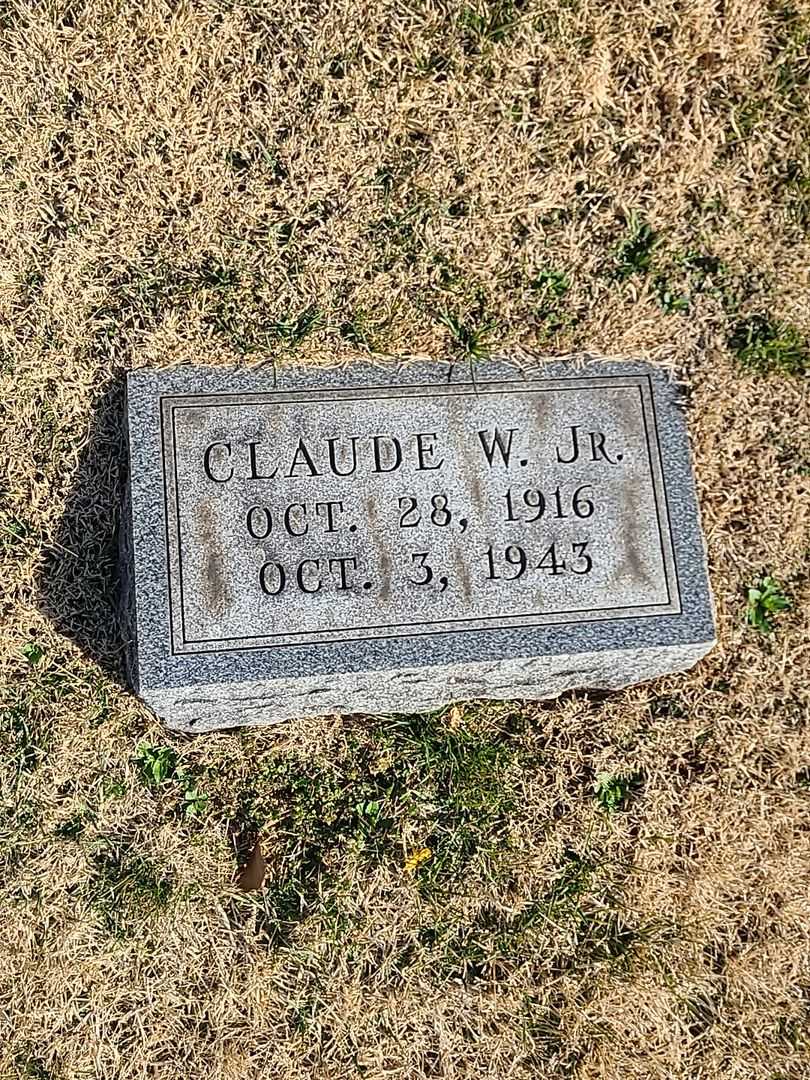 CLAUDE W. JR.
OCT. 28, 1916
OCT. 3, 1943